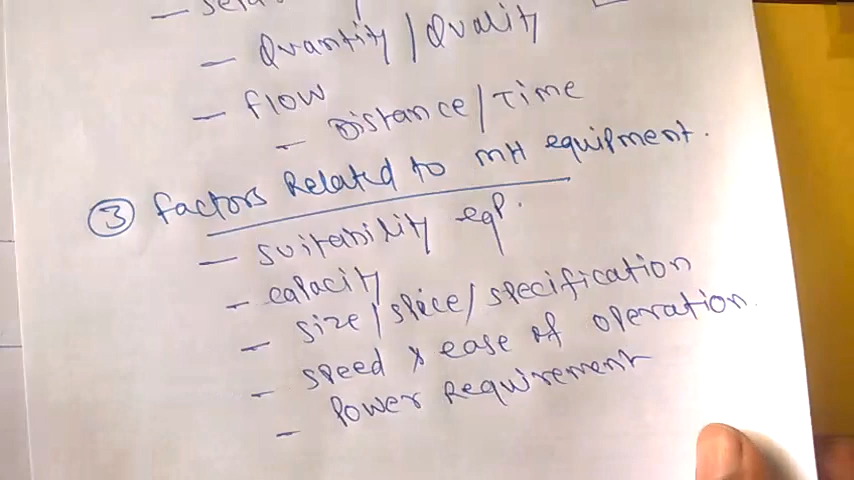 — Quantity / Quality
— flow
— Distance / Time
③ factors Related to MH equipment.
— suitability eqp.
- capacity
- size / spice / specification
- speed & ease of operation.
- power requirement